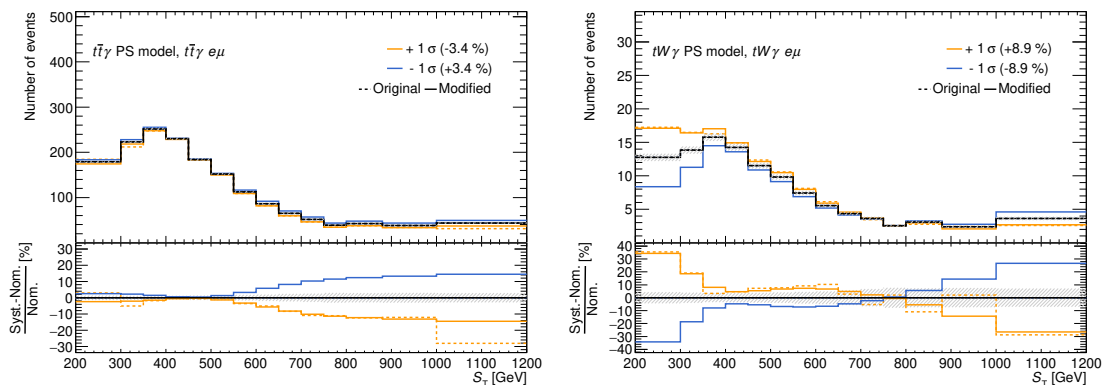 Number of events
500
400
300
200
100
tt̄γ PS model, tt̄γ eμ
+ 1 σ (-3.4 %)
- 1 σ (+3.4 %)
Original Modified
Syst.-Nom.
Nom.
[%]
30
20
10
0
−10
−20
−30
200 300 400 500 600 700 800 900 1000 1100 1200
S_T [GeV]
Number of events
30
25
20
15
10
5
tWγ PS model, tWγ eμ
+ 1 σ (+8.9 %)
- 1 σ (-8.9 %)
Original Modified
Syst.-Nom.
Nom.
[%]
40
30
20
10
0
−10
−20
−30
−40
200 300 400 500 600 700 800 900 1000 1100 1200
S_T [GeV]